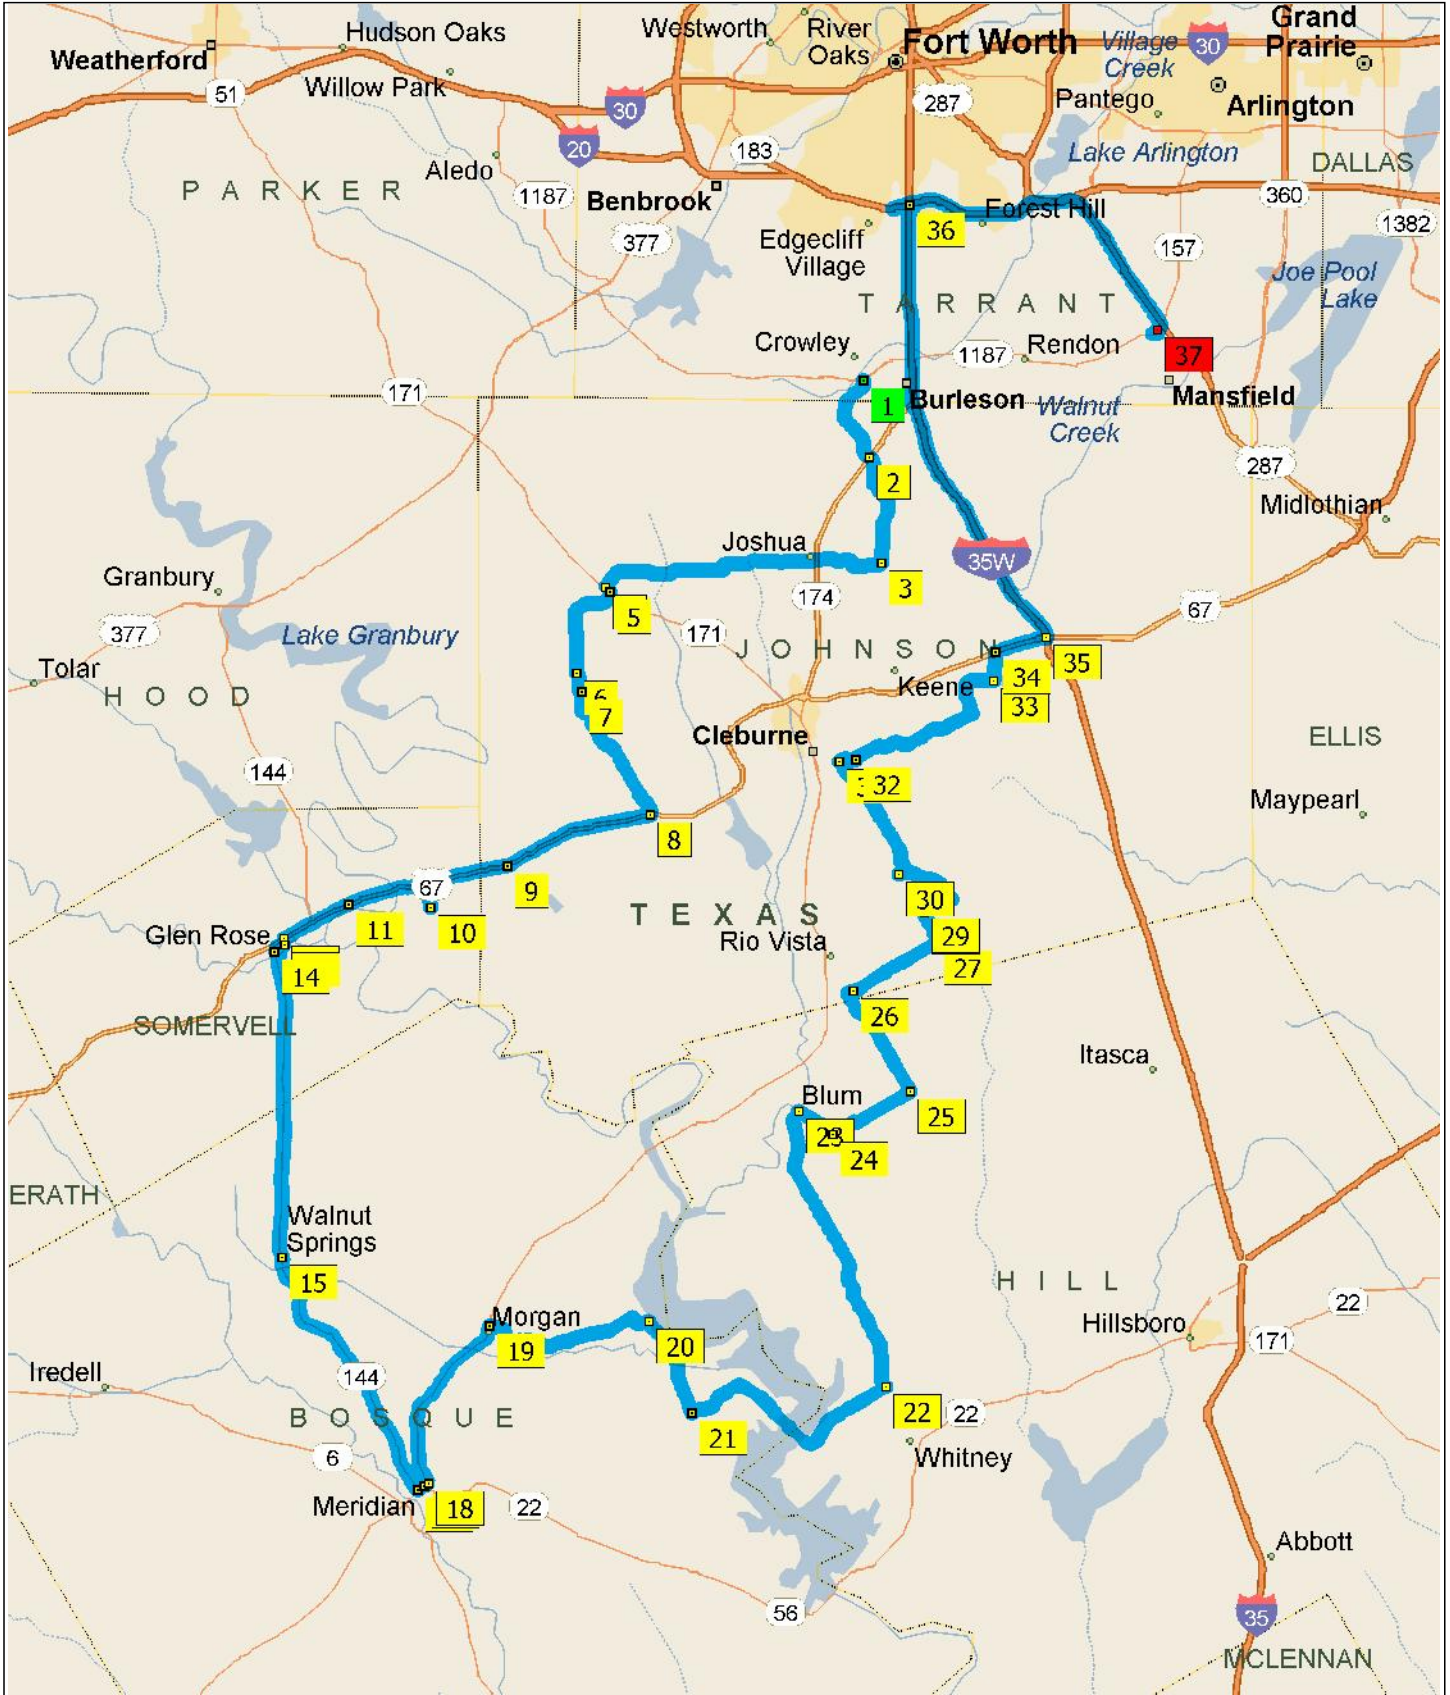 Hudson Oaks
Westworth
River
Oaks
Fort Worth
Village
Creek
30
Grand
Prairie
Weatherford
51
Willow Park
30
287
Pantego
Arlington
20
183
Lake Arlington
DALLAS
Aledo
PARKER
1187
Benbrook
360
377
36
Forest Hill
1382
Edgecliff
Village
157
Joe Pool
Lake
TARRANT
Crowley
1187
Rendon
37
171
1
Burleson
Walnut
Creek
Mansfield
2
287
Midlothian
Joshua
35W
Granbury
3
5
174
67
377
Lake Granbury
171
JOHNSON
35
Tolar
34
HOOD
6
Keene
33
7
Cleburne
ELLIS
144
32
Maypearl
8
67
9
30
11
10
TEXAS
Glen Rose
Rio Vista
29
27
14
26
SOMERVELL
Itasca
Blum
25
23
24
ERATH
Walnut
Springs
15
HILL
Morgan
22
Hillsboro
20
19
171
Iredell
144
BOSQUE
22
22
21
6
Whitney
Meridian
18
22
Abbott
56
35
MCLENNAN